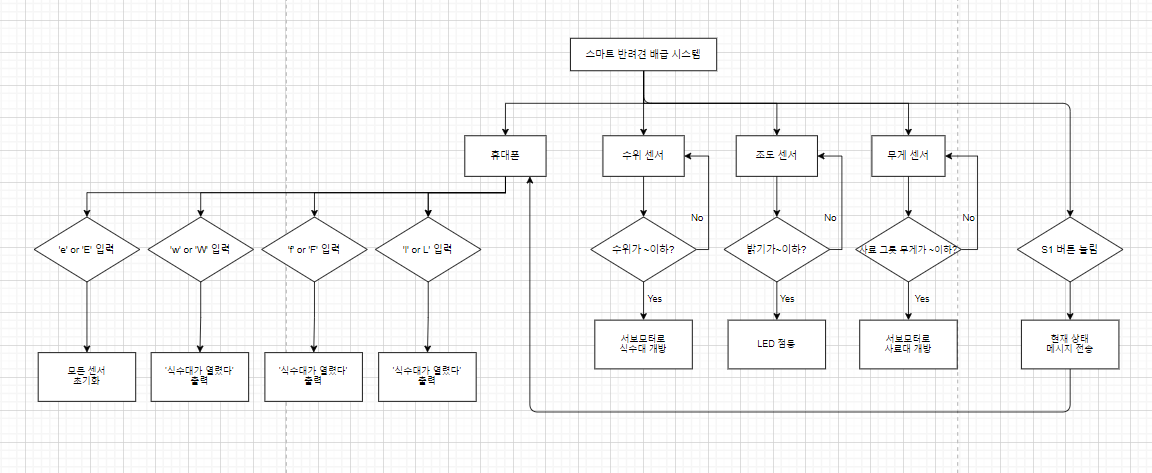 스마트 반려견 배급 시스템
휴대폰
수위 센서
조도 센서
무게 센서
No
No
No
'e' or 'E' 입력
'w' or 'W' 입력
'f' or 'F' 입력
'l' or L' 입력
수위가 ~이하?
밝기가~이하?
사료 그릇 무게가 ~이하?
S1 버튼 눌림
Yes
Yes
Yes
서보모터로
식수대 개방
LED 점등
서보모터로
사료대 개방
현재 상태
메시지 전송
모든 센서
초기화
'식수대가 열렸다'
출력
'식수대가 열렸다'
출력
'식수대가 열렸다'
출력